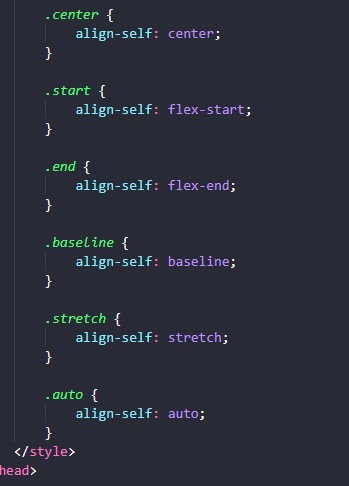 .center {
align-self: center;
}
.start {
align-self: flex-start;
}
.end {
align-self: flex-end;
}
.baseline {
align-self: baseline;
}
.stretch {
align-self: stretch;
}
.auto {
align-self: auto;
}
</style>
head>